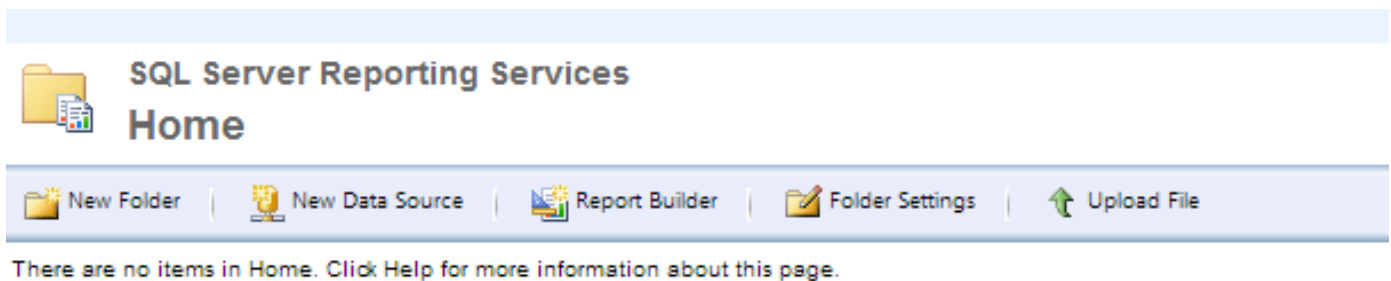 SQL Server Reporting Services
Home
New Folder | New Data Source | Report Builder | Folder Settings | Upload File
There are no items in Home. Click Help for more information about this page.